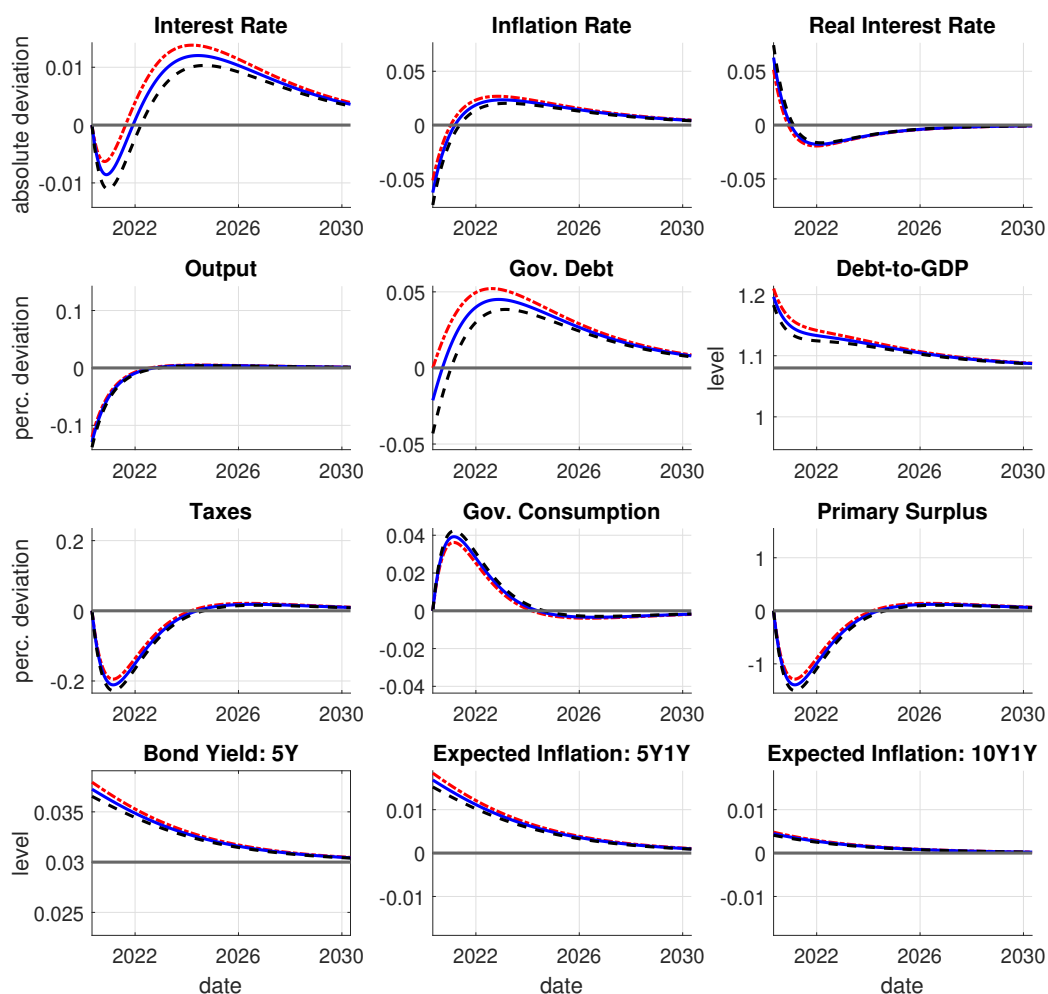 Interest Rate
Inflation Rate
Real Interest Rate
absolute deviation
0.01
0
-0.01
2022 2026 2030
0.05
0
-0.05
2022 2026 2030
0.05
0
-0.05
2022 2026 2030
Output
Gov. Debt
Debt-to-GDP
perc. deviation
0.1
0
-0.1
2022 2026 2030
0.05
0
-0.05
2022 2026 2030
level
1.2
1.1
1
2022 2026 2030
Taxes
Gov. Consumption
Primary Surplus
perc. deviation
0.2
0
-0.2
2022 2026 2030
0.04
0.02
0
-0.02
-0.04
2022 2026 2030
1
0
-1
2022 2026 2030
Bond Yield: 5Y
Expected Inflation: 5Y1Y
Expected Inflation: 10Y1Y
level
0.035
0.03
0.025
2022 2026 2030
date
0.01
0
-0.01
2022 2026 2030
date
0.01
0
-0.01
2022 2026 2030
date